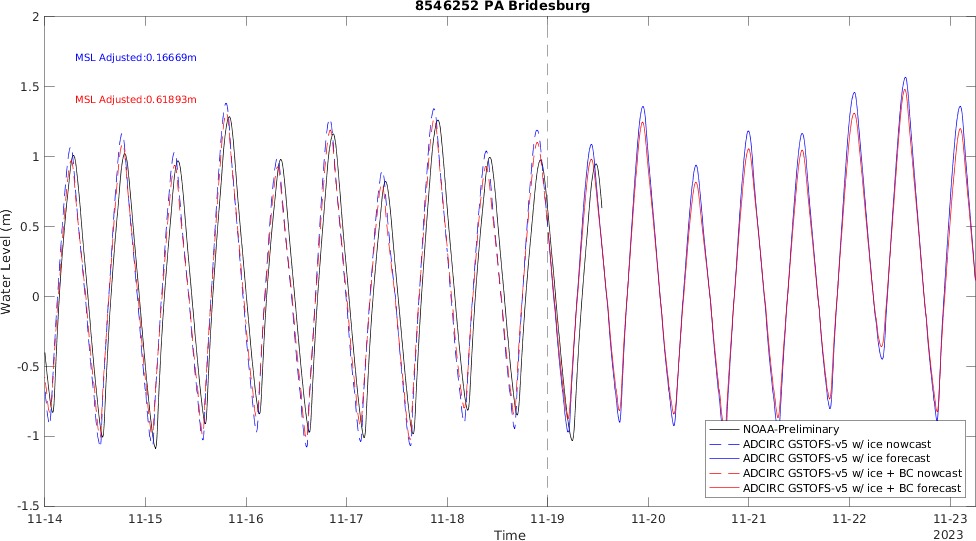 8546252 PA Bridesburg
2
1.5
1
0.5
0
-0.5
-1
-1.5
Water Level (m)
MSL Adjusted:0.16669m
MSL Adjusted:0.61893m
NOAA-Preliminary
ADCIRC GSTOFS-v5 w/ ice nowcast
ADCIRC GSTOFS-v5 w/ ice forecast
ADCIRC GSTOFS-v5 w/ ice + BC nowcast
ADCIRC GSTOFS-v5 w/ ice + BC forecast
11-14 11-15 11-16 11-17 11-18 11-19 11-20 11-21 11-22 11-23
2023
Time